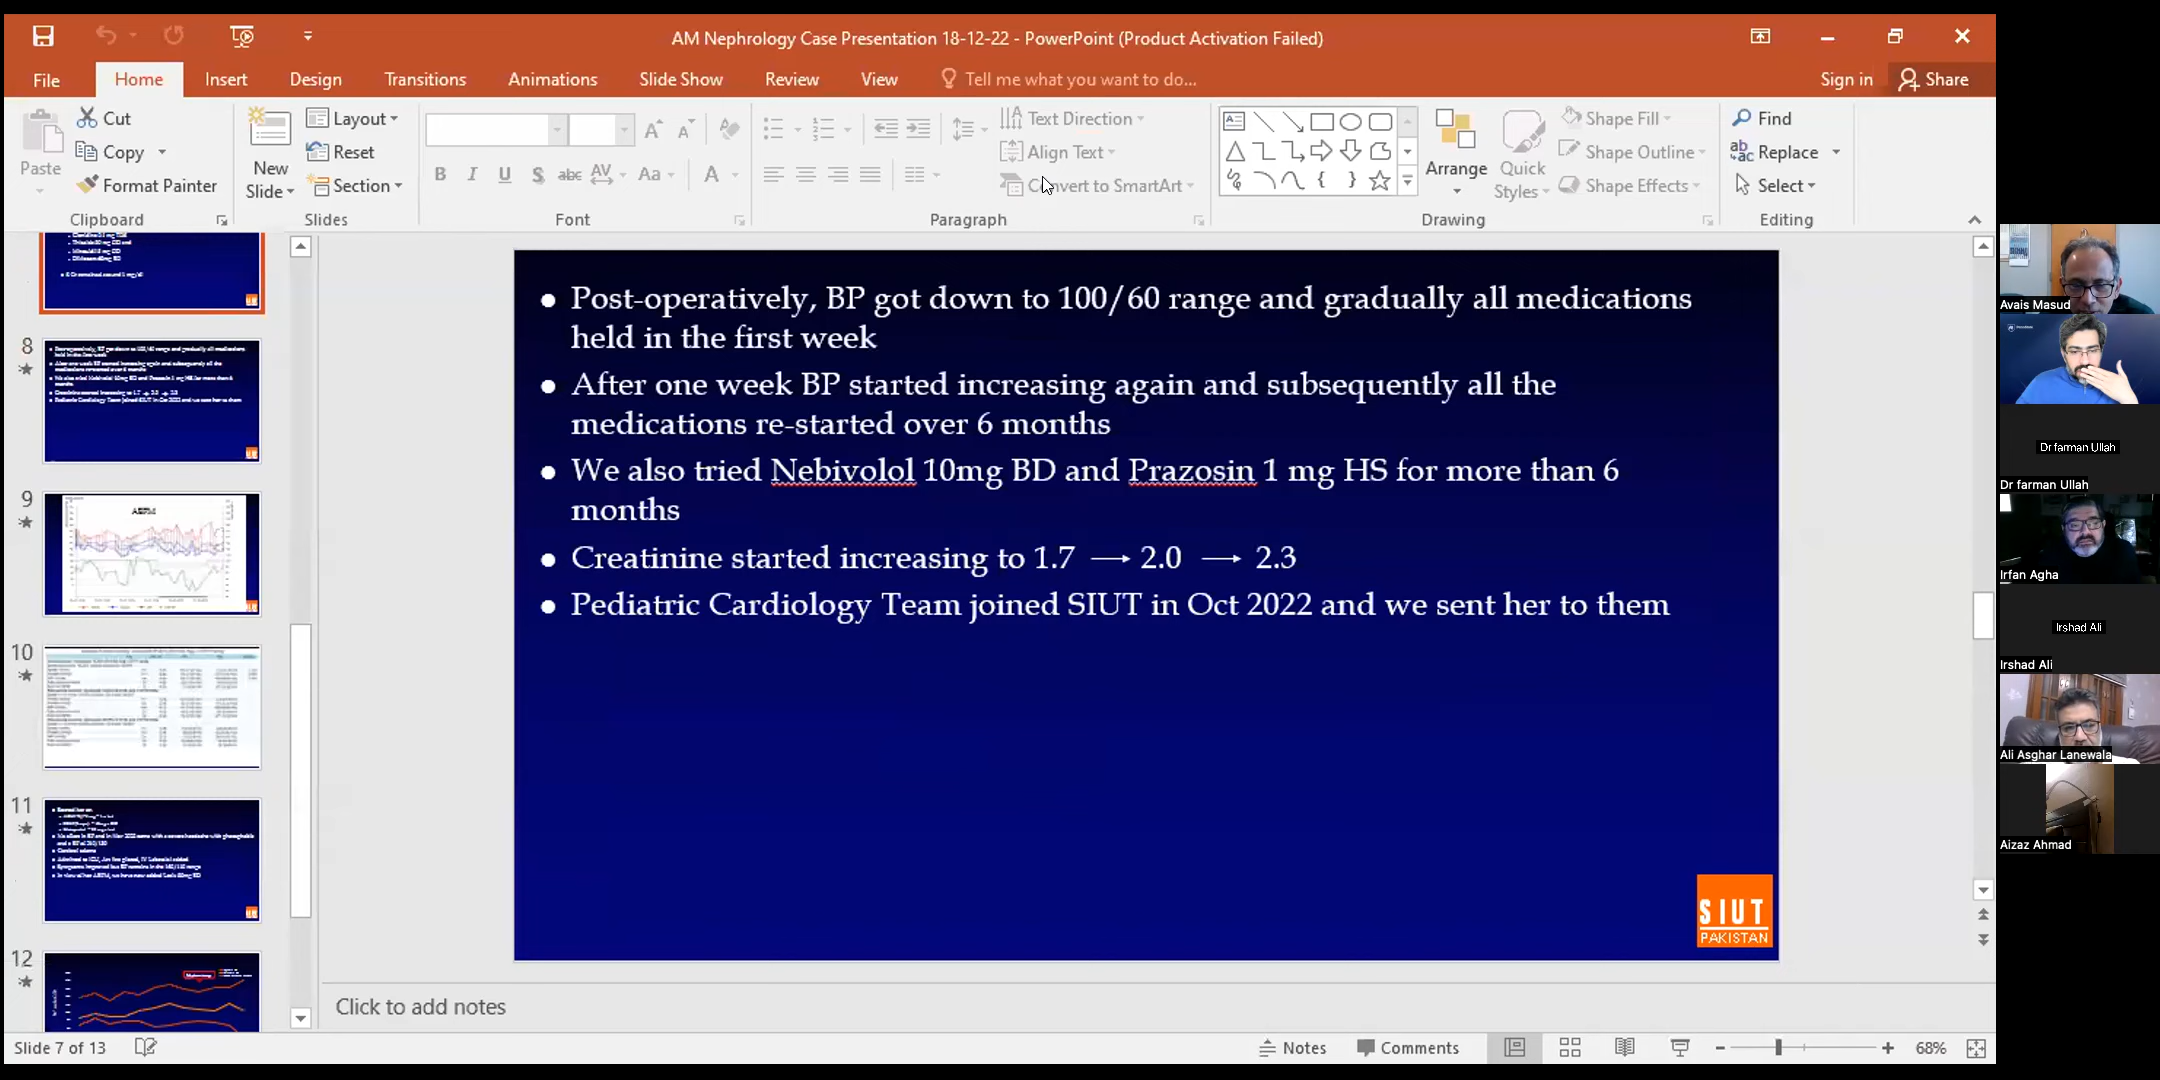 AM Nephrology Case Presentation 18-12-22 - PowerPoint (Product Activation Failed)
File Home Insert Design Transitions Animations Slide Show Review View Tell me what you want to do... Sign in Share
Paste
Cut
Copy
Format Painter
Clipboard
New Slide
Layout
Reset
Section
Slides
B I U S abc AV Aa A
Font
Text Direction
Align Text
Convert to SmartArt
Paragraph
Arrange
Quick Styles
Shape Fill
Shape Outline
Shape Effects
Drawing
Find
Replace
Select
Editing
8
9
10
11
12
• Post-operatively, BP got down to 100/60 range and gradually all medications
held in the first week
• After one week BP started increasing again and subsequently all the
medications re-started over 6 months
• We also tried Nebivolol 10mg BD and Prazosin 1 mg HS for more than 6
months
• Creatinine started increasing to 1.7 → 2.0 → 2.3
• Pediatric Cardiology Team joined SIUT in Oct 2022 and we sent her to them
SIUT
PAKISTAN
Click to add notes
Slide 7 of 13
Notes Comments 68%
Avais Masud
Dr farman Ullah
Dr farman Ullah
Irfan Agha
Irshad Ali
Irshad Ali
Ali Asghar Lanewala
Aizaz Ahmad